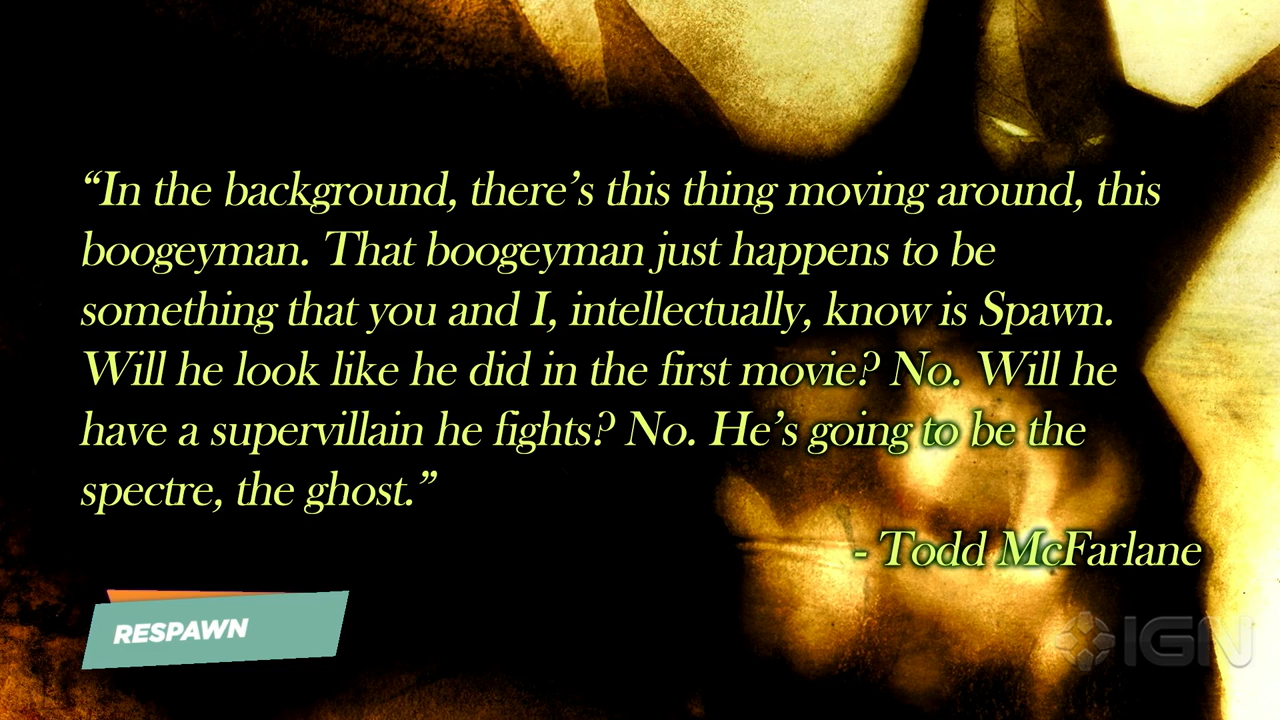 “In the background, there’s this thing moving around, this
boogeyman. That boogeyman just happens to be
something that you and I, intellectually, know is Spawn.
Will he look like he did in the first movie? No. Will he
have a supervillain he fights? No. He’s going to be the
spectre, the ghost.”
- Todd McFarlane
RESPAWN
IGN